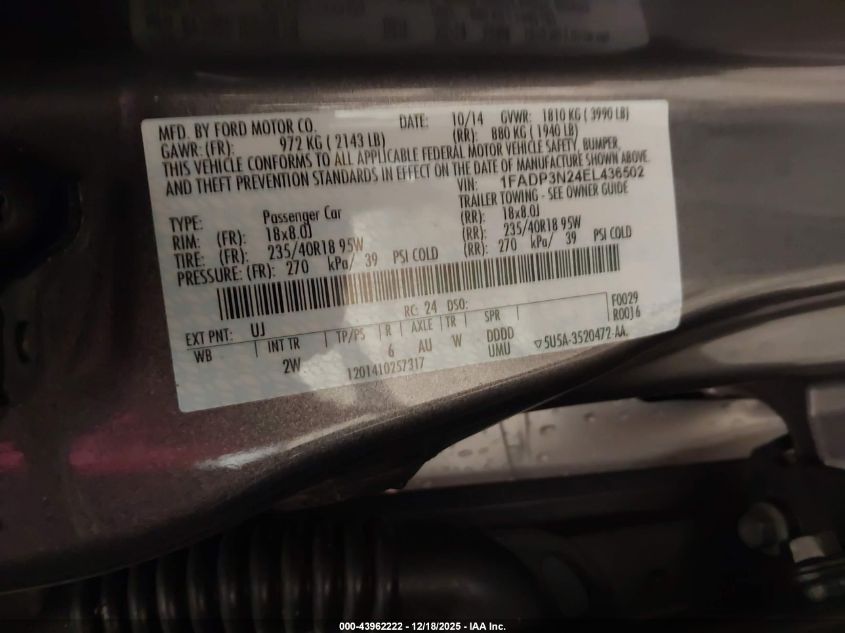 MFD. BY FORD MOTOR CO. DATE: 10/14 GVWR: 1810 KG ( 3990 LB)
GAWR: (FR): 972 KG ( 2143 LB) (RR): 880 KG ( 1940 LB)
THIS VEHICLE CONFORMS TO ALL APPLICABLE FEDERAL MOTOR VEHICLE SAFETY, BUMPER,
AND THEFT PREVENTION STANDARDS IN EFFECT ON THE DATE OF MANUFACTURE SHOWN ABOVE.
VIN: 1FADP3N24EL436502
TYPE: Passenger Car TRAILER TOWING - SEE OWNER GUIDE
RIM: (FR): 18x8.0J (RR): 18x8.0J
TIRE: (FR): 235/40R18 95W (RR): 235/40R18 95W
PRESSURE: (FR): 270 kPa/ 39 PSI COLD (RR): 270 kPa/ 39 PSI COLD
EXT PNT: UJ RC: 24 DSO: F0029
R0016
WB INT TR TP/PS R AXLE TR SPR
2W 6 AU W DDDD
UMU ▽5U5A-3520472-AA.
1201410257317
000-43962222 - 12/18/2025 - IAA Inc.